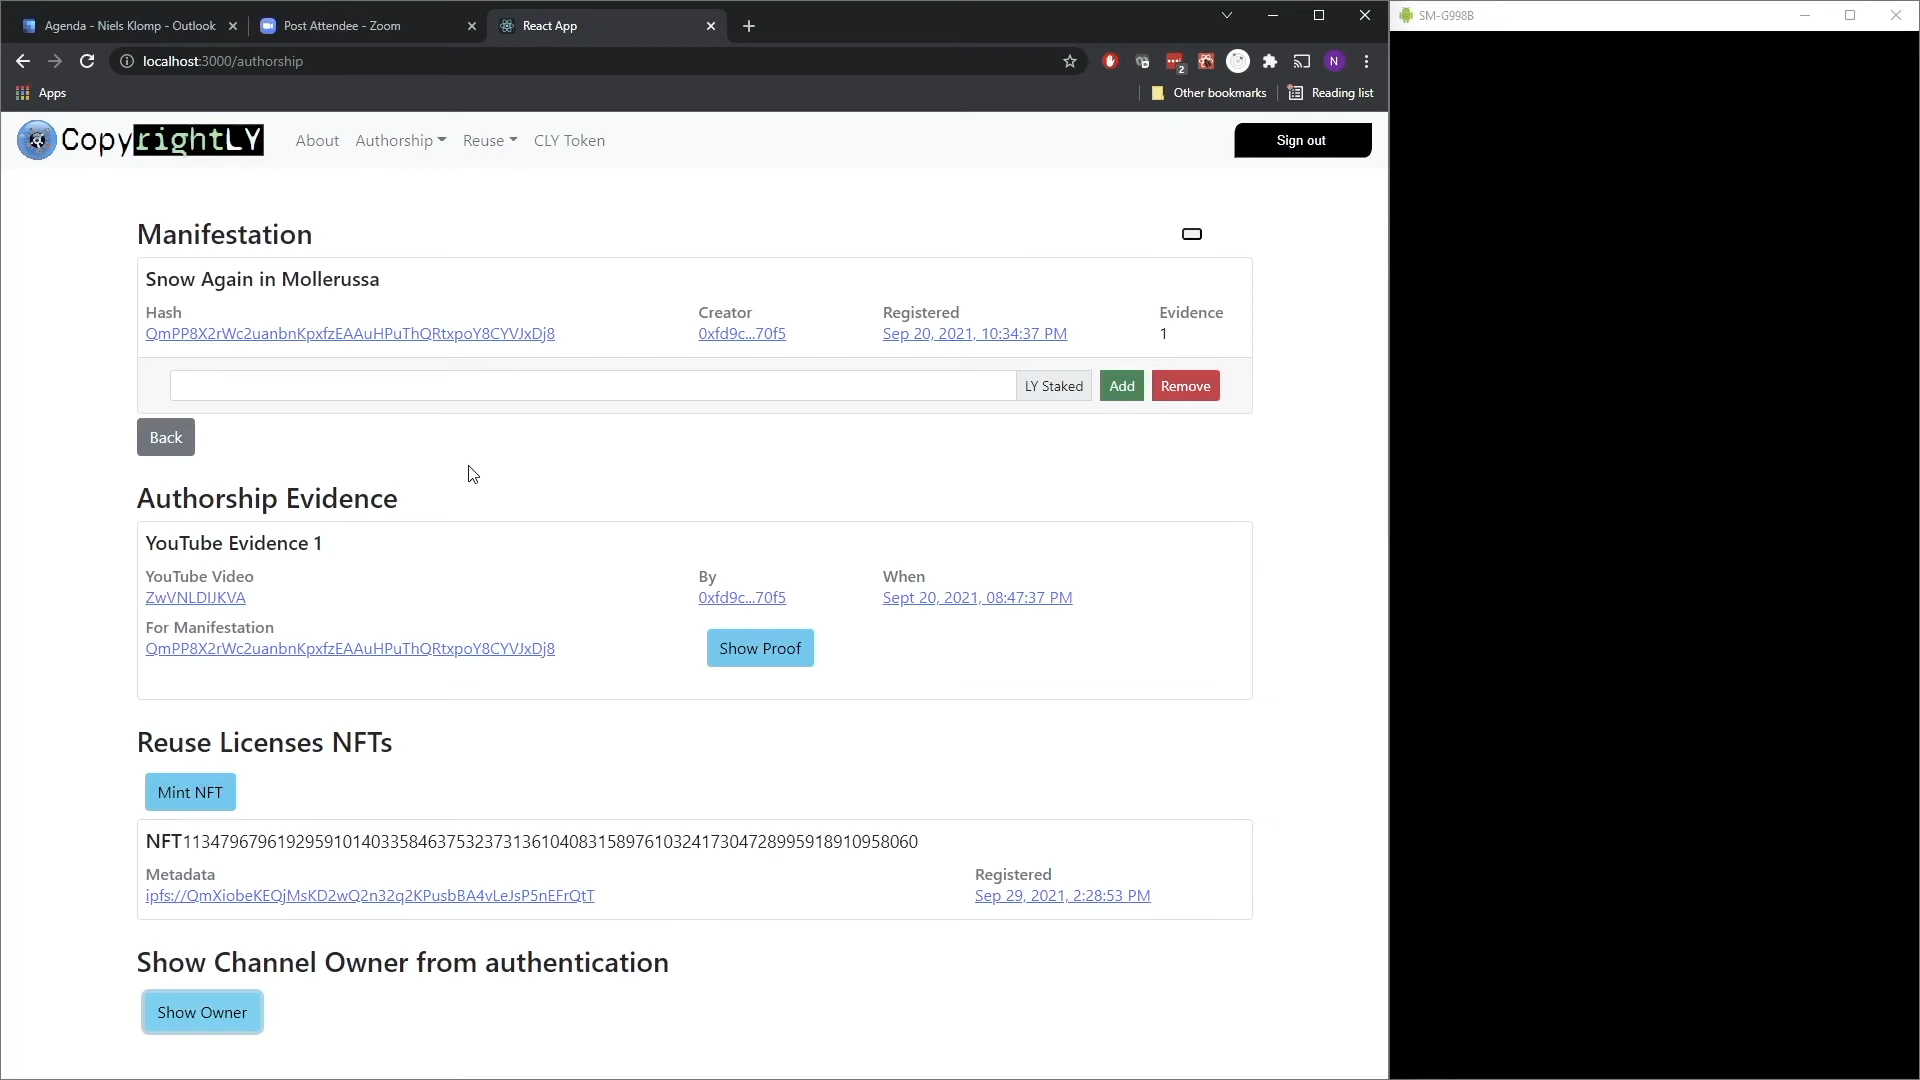 Agenda - Niels Klomp - Outlook
Post Attendee - Zoom
React App
SM-G998B
localhost:3000/authorship
2
N
Apps
Other bookmarks
Reading list
CopyrightLY
About
Authorship
Reuse
CLY Token
Sign out
Manifestation
Snow Again in Mollerussa
Hash
Creator
Registered
Evidence
QmPP8X2rWc2uanbnKpxfzEAAuHPuThQRtxpoY8CYVJxDj8
0xfd9c...70f5
Sep 20, 2021, 10:34:37 PM
1
LY Staked
Add
Remove
Back
Authorship Evidence
YouTube Evidence 1
YouTube Video
By
When
ZwVNLDIJKVA
0xfd9c...70f5
Sept 20, 2021, 08:47:37 PM
For Manifestation
QmPP8X2rWc2uanbnKpxfzEAAuHPuThQRtxpoY8CYVJxDj8
Show Proof
Reuse Licenses NFTs
Mint NFT
NFT113479679619295910140335846375323731361040831589761032417304728995918910958060
Metadata
Registered
ipfs://QmXiobeKEQjMsKD2wQ2n32q2KPusbBA4vLeJsP5nEFrQtT
Sep 29, 2021, 2:28:53 PM
Show Channel Owner from authentication
Show Owner